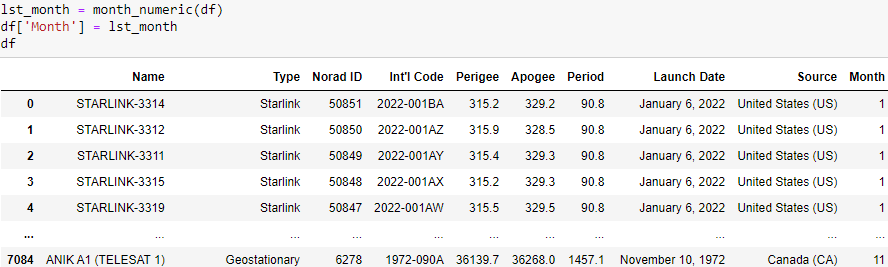 lst_month = month_numeric(df)
df['Month'] = lst_month
df
Name Type Norad ID Int'l Code Perigee Apogee Period Launch Date Source Month
0 STARLINK-3314 Starlink 50851 2022-001BA 315.2 329.2 90.8 January 6, 2022 United States (US) 1
1 STARLINK-3312 Starlink 50850 2022-001AZ 315.9 328.5 90.8 January 6, 2022 United States (US) 1
2 STARLINK-3311 Starlink 50849 2022-001AY 315.4 329.3 90.8 January 6, 2022 United States (US) 1
3 STARLINK-3315 Starlink 50848 2022-001AX 315.2 329.3 90.8 January 6, 2022 United States (US) 1
4 STARLINK-3319 Starlink 50847 2022-001AW 315.5 329.5 90.8 January 6, 2022 United States (US) 1
... ... ... ... ... ... ... ... ... ... ...
7084 ANIK A1 (TELESAT 1) Geostationary 6278 1972-090A 36139.7 36268.0 1457.1 November 10, 1972 Canada (CA) 11